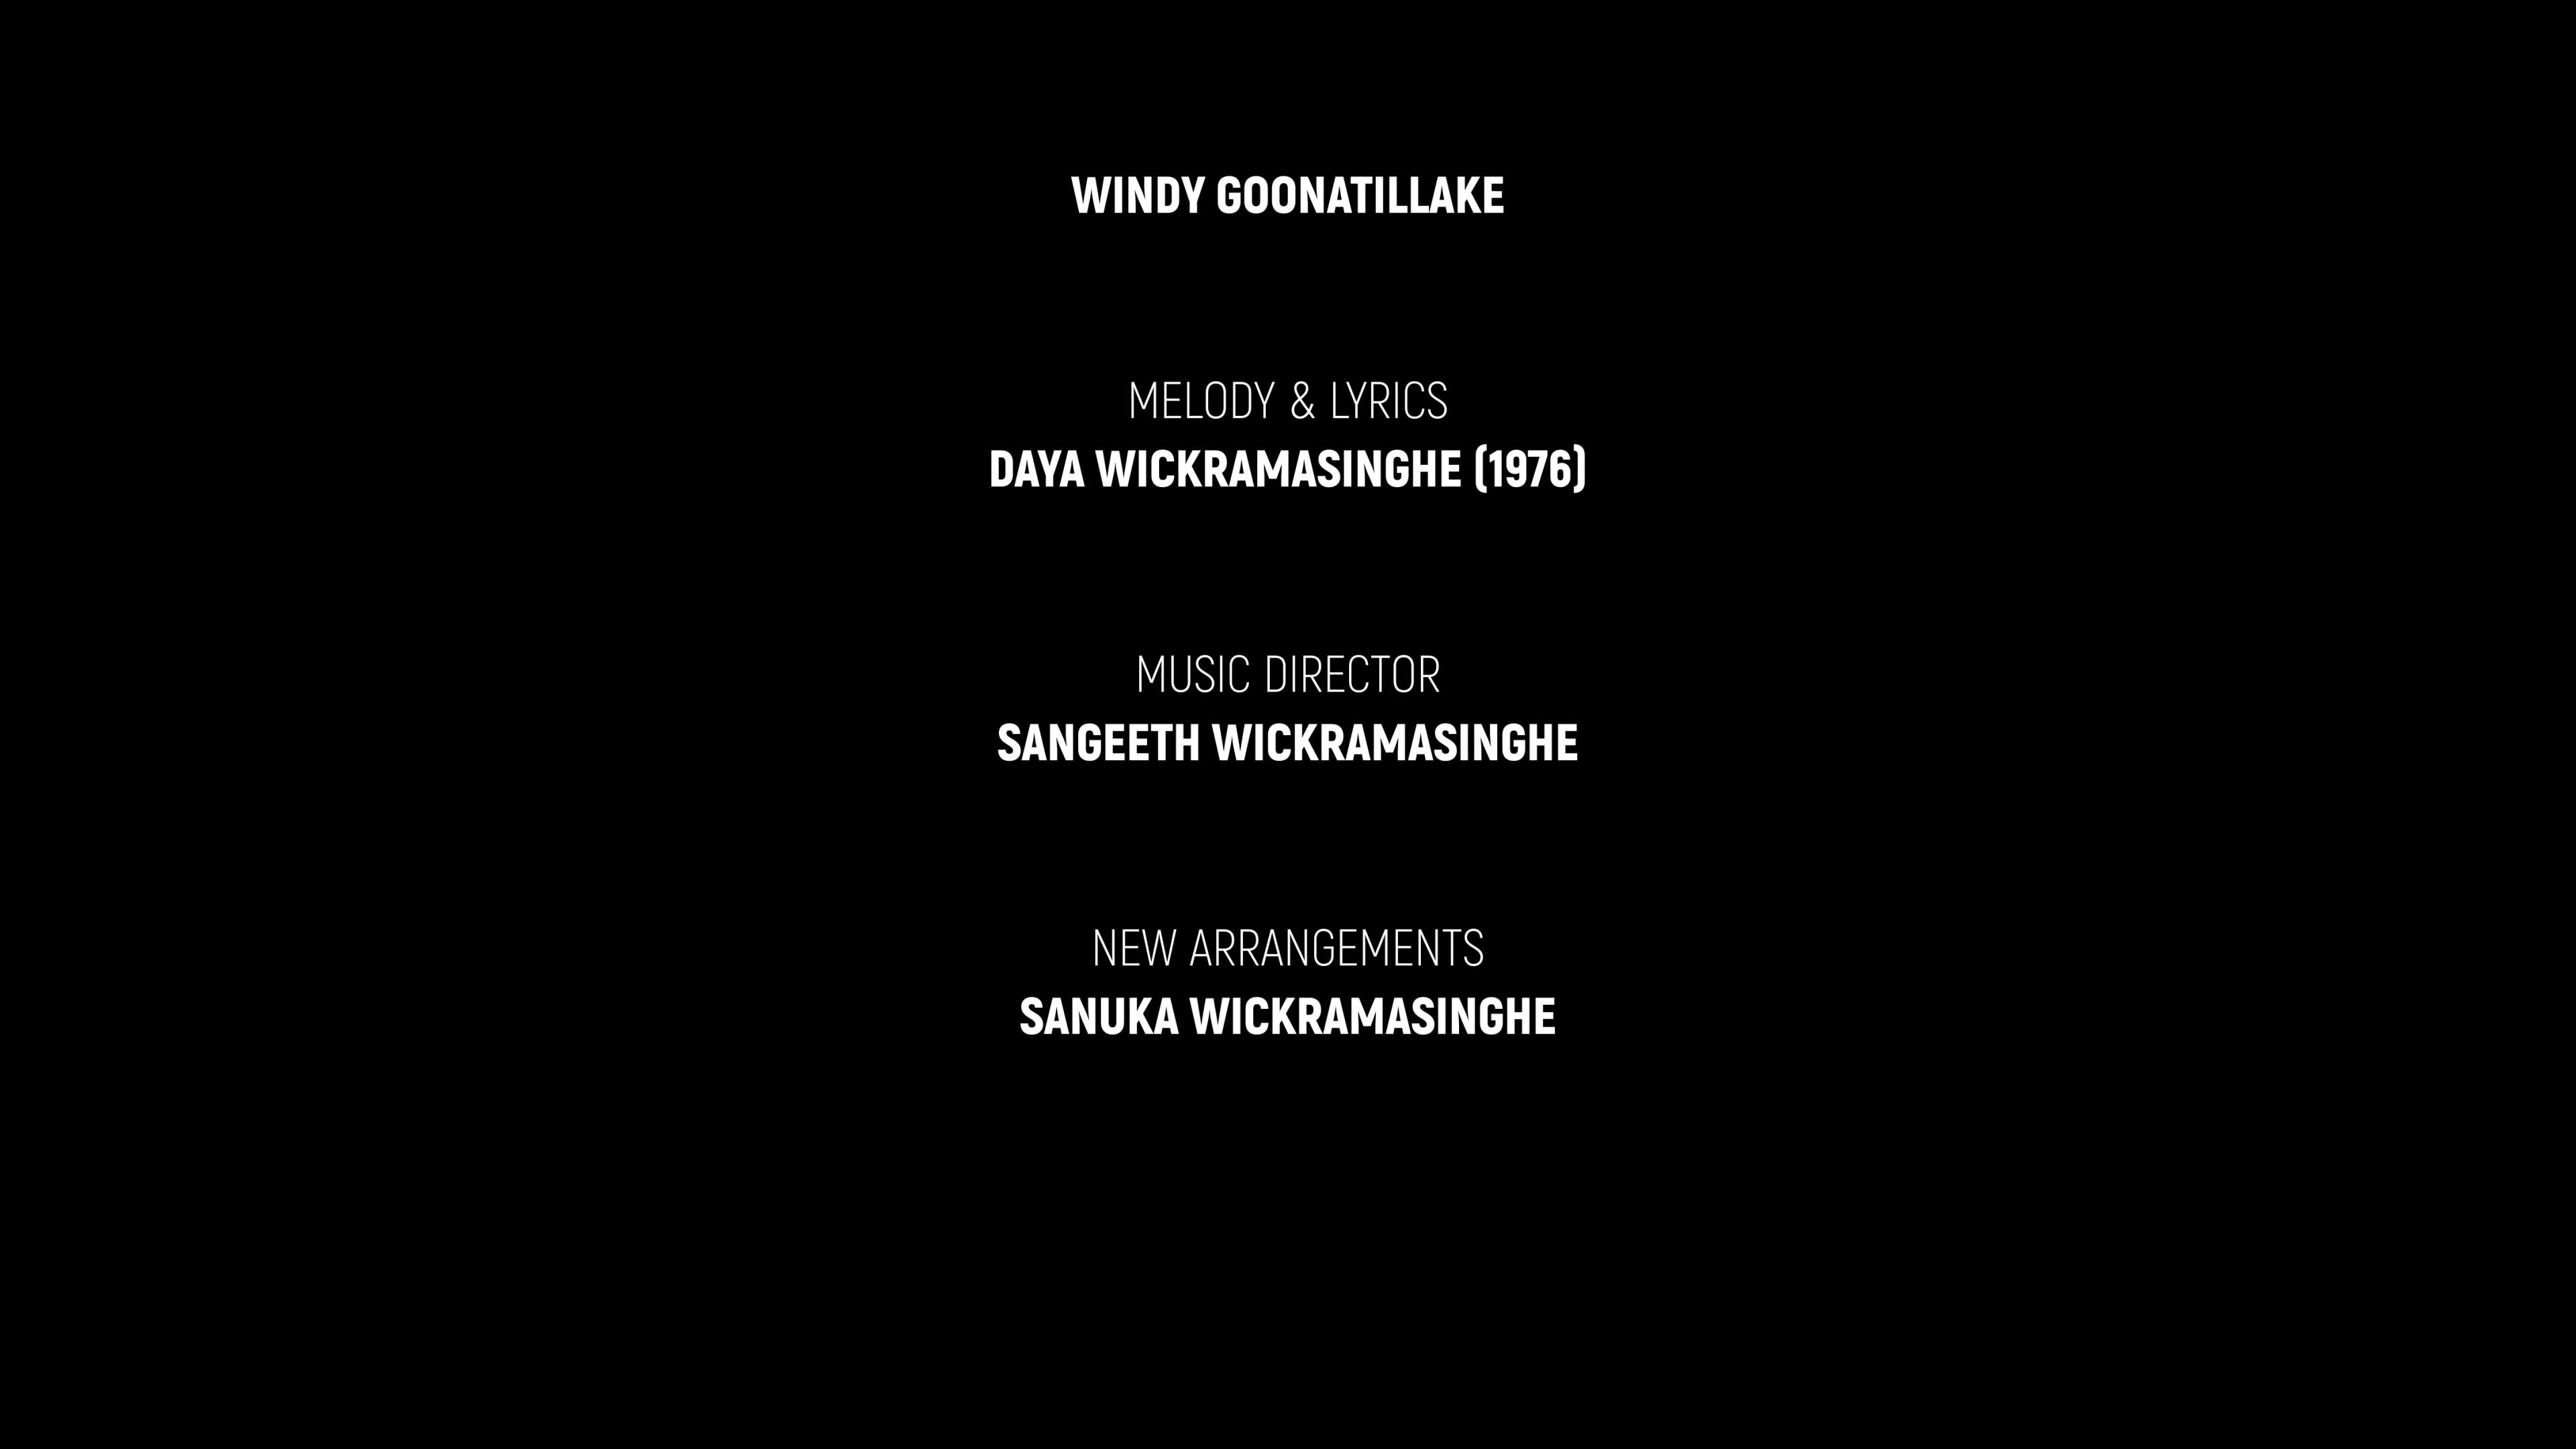 WINDY GOONATILLAKE
MELODY & LYRICS
DAYA WICKRAMASINGHE (1976)
MUSIC DIRECTOR
SANGEETH WICKRAMASINGHE
NEW ARRANGEMENTS
SANUKA WICKRAMASINGHE